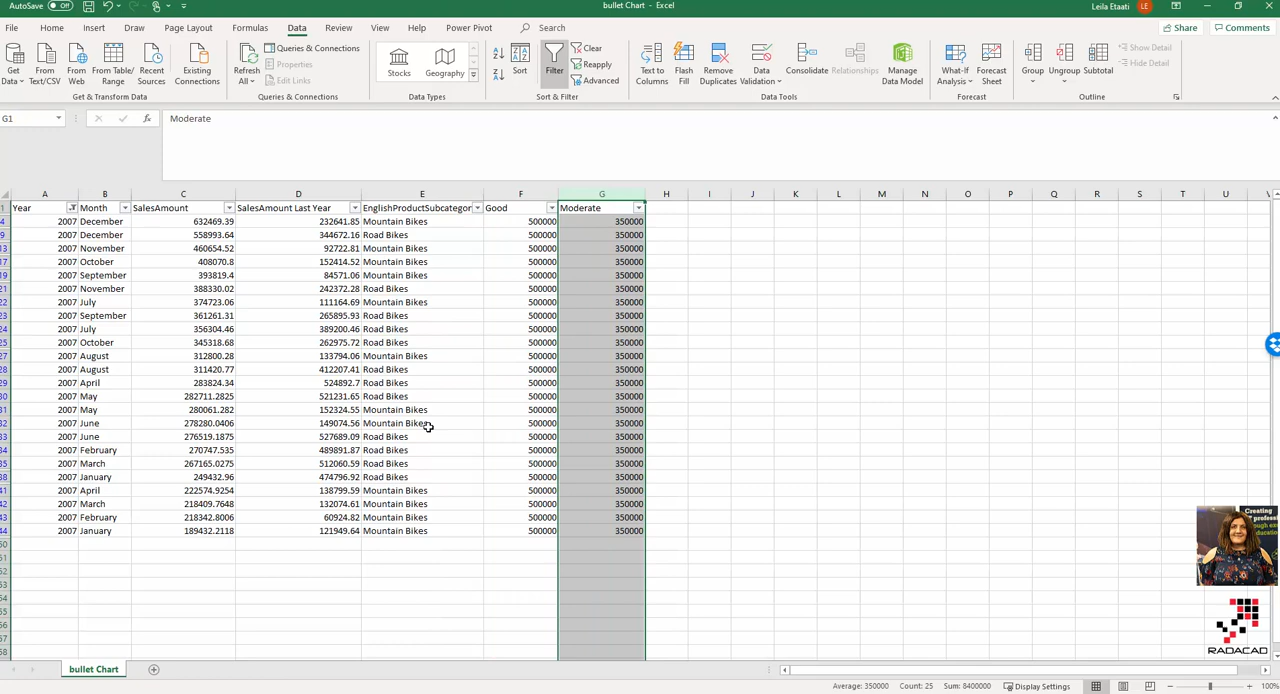 AutoSave Off
bullet Chart - Excel
Leila Etaati LE
File Home Insert Draw Page Layout Formulas Data Review View Help Power Pivot Search Share Comments
Get Data From Text/CSV From Web From Table/ Range Recent Sources Existing Connections
Refresh All Queries & Connections Properties Edit Links
Stocks Geography
Sort Filter Clear Reapply Advanced
Text to Columns Flash Fill Remove Duplicates Data Validation Consolidate Relationships Manage Data Model
What-If Analysis Forecast Sheet Group Ungroup Subtotal Show Detail Hide Detail
Get & Transform Data Queries & Connections Data Types Sort & Filter Data Tools Forecast Outline
G1 fx Moderate
A B C D E F G H I J K L M N O P Q R S T U
1 Year Month SalesAmount SalesAmount Last Year EnglishProductSubcategor Good Moderate
2007 December 632469.39 232641.85 Mountain Bikes 500000 350000
2007 December 558993.64 344672.16 Road Bikes 500000 350000
2007 November 460654.52 92722.81 Mountain Bikes 500000 350000
2007 October 408070.8 152414.52 Mountain Bikes 500000 350000
2007 September 393819.4 84571.06 Mountain Bikes 500000 350000
2007 November 388330.02 242372.28 Road Bikes 500000 350000
2007 July 374723.06 111164.69 Mountain Bikes 500000 350000
2007 September 361261.31 265895.93 Road Bikes 500000 350000
2007 July 356304.46 389200.46 Road Bikes 500000 350000
2007 October 345318.68 262975.72 Road Bikes 500000 350000
2007 August 312800.28 133794.06 Mountain Bikes 500000 350000
2007 August 311420.77 412207.41 Road Bikes 500000 350000
2007 April 283824.34 524892.7 Road Bikes 500000 350000
2007 May 282711.2825 521231.65 Road Bikes 500000 350000
2007 May 280061.282 152324.55 Mountain Bikes 500000 350000
2007 June 278280.0406 149074.56 Mountain Bikes 500000 350000
2007 June 276519.1875 527689.09 Road Bikes 500000 350000
2007 February 270747.535 489891.87 Road Bikes 500000 350000
2007 March 267165.0275 512060.59 Road Bikes 500000 350000
2007 January 249432.96 474796.92 Road Bikes 500000 350000
2007 April 222574.9254 138799.59 Mountain Bikes 500000 350000
2007 March 218409.7648 132074.61 Mountain Bikes 500000 350000
2007 February 218342.8006 60924.82 Mountain Bikes 500000 350000
2007 January 189432.2118 121949.64 Mountain Bikes 500000 350000
Creating
RADACAD
bullet Chart
Average: 350000 Count: 25 Sum: 8400000 Display Settings 100%